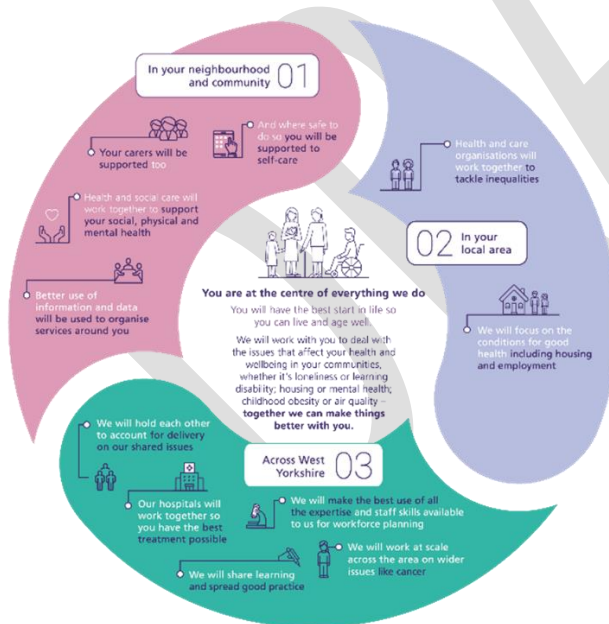 In your neighbourhood
and community
01
And where safe to
do so you will be
supported to
self-care
Your carers will be
supported too
Health and social care will
work together to support
your social, physical and
mental health
Better use of
information and data
will be used to organise
services around you
Health and care
organisations will
work together to
tackle inequalities
02
In your
local area
We will focus on the
conditions for good
health including housing
and employment
You are at the centre of everything we do
You will have the best start in life so
you can live and age well
We will work with you to deal with
the issues that affect your health and
wellbeing in your communities,
whether it's loneliness or learning
disability; housing or mental health;
childhood obesity or air quality –
together we can make things
better with you.
Across West
Yorkshire
03
We will hold each other
to account for delivery
on our shared issues
Our hospitals will
work together so
you have the best
treatment possible
We will make the best use of all
the expertise and staff skills available
to us for workforce planning
We will work at scale
across the area on wider
issues like cancer
We will share learning
and spread good practice